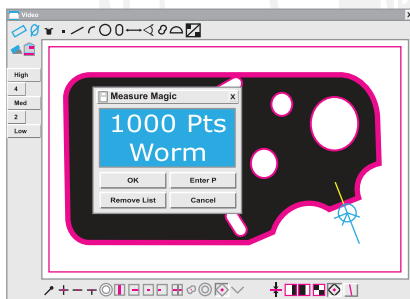 Video
x
High
4
Med
2
Low
Measure Magic
x
1000 Pts
Worm
OK
Enter P
Remove List
Cancel